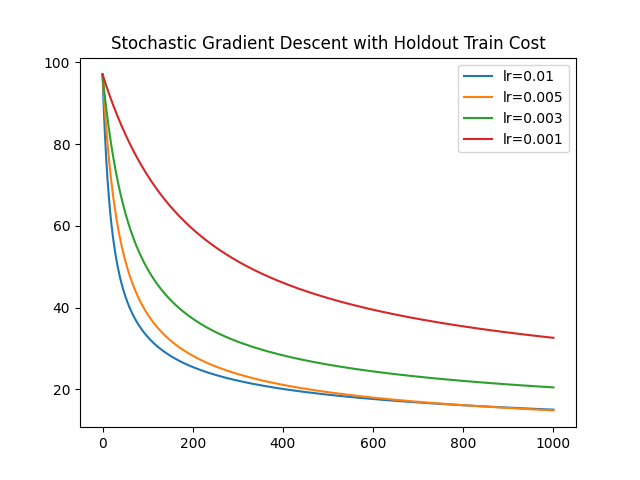 Stochastic Gradient Descent with Holdout Train Cost
lr=0.01
lr=0.005
lr=0.003
lr=0.001
100
80
60
40
20
0 200 400 600 800 1000